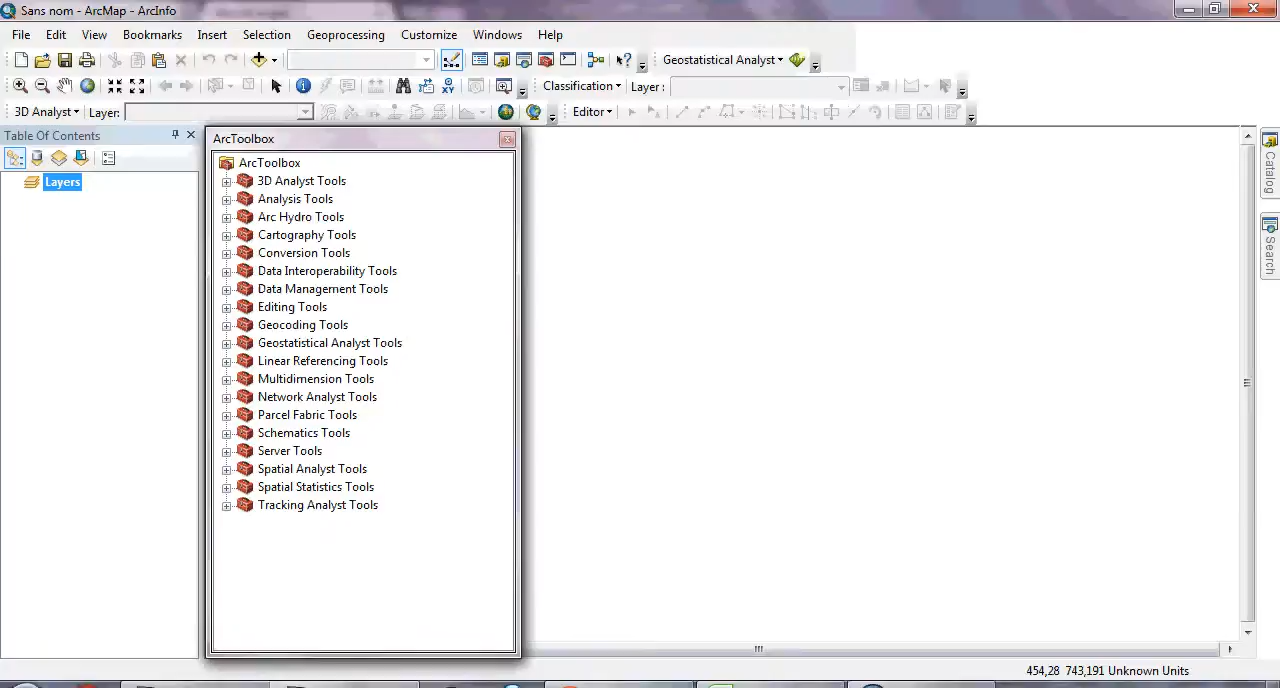 Sans nom - ArcMap - ArcInfo
File Edit View Bookmarks Insert Selection Geoprocessing Customize Windows Help
Geostatistical Analyst
Classification Layer:
3D Analyst Layer: Editor
Table Of Contents
Layers
ArcToolbox
ArcToolbox
3D Analyst Tools
Analysis Tools
Arc Hydro Tools
Cartography Tools
Conversion Tools
Data Interoperability Tools
Data Management Tools
Editing Tools
Geocoding Tools
Geostatistical Analyst Tools
Linear Referencing Tools
Multidimension Tools
Network Analyst Tools
Parcel Fabric Tools
Schematics Tools
Server Tools
Spatial Analyst Tools
Spatial Statistics Tools
Tracking Analyst Tools
Catalog
Search
454,28 743,191 Unknown Units